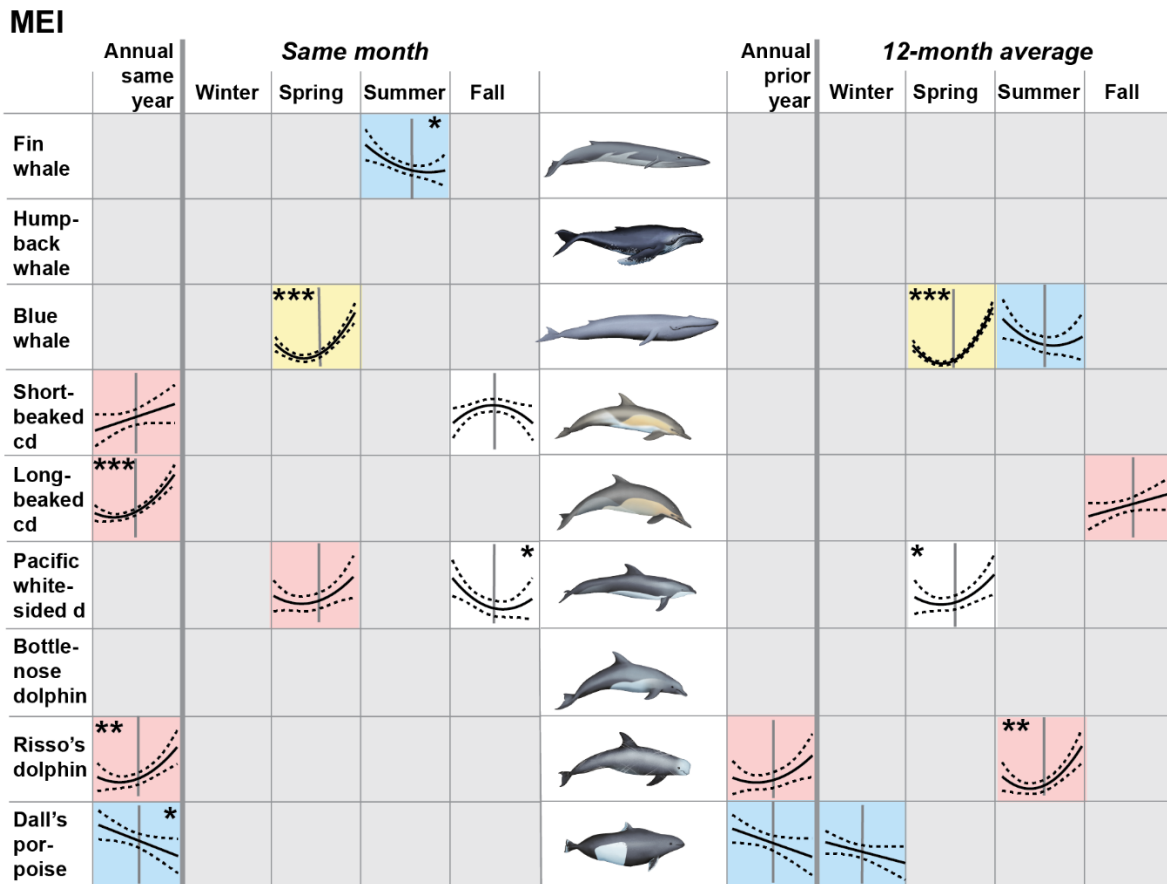 MEI
Annual
same
year
Same month
Winter
Spring
Summer
Fall
Annual
prior
year
12-month average
Winter
Spring
Summer
Fall
Fin
whale
*
Hump-
back
whale
Blue
whale
***
***
Short-
beaked
cd
Long-
beaked
cd
***
Pacific
white-
sided d
*
*
Bottle-
nose
dolphin
Risso's
dolphin
**
**
Dall's
por-
poise
*